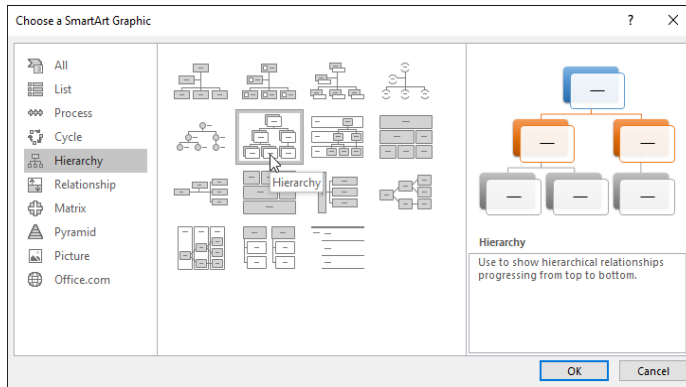 Choose a SmartArt Graphic
?
All
List
Process
Cycle
Hierarchy
Relationship
Matrix
Pyramid
Picture
Office.com
Hierarchy
Hierarchy
Use to show hierarchical relationships
progressing from top to bottom.
OK
Cancel